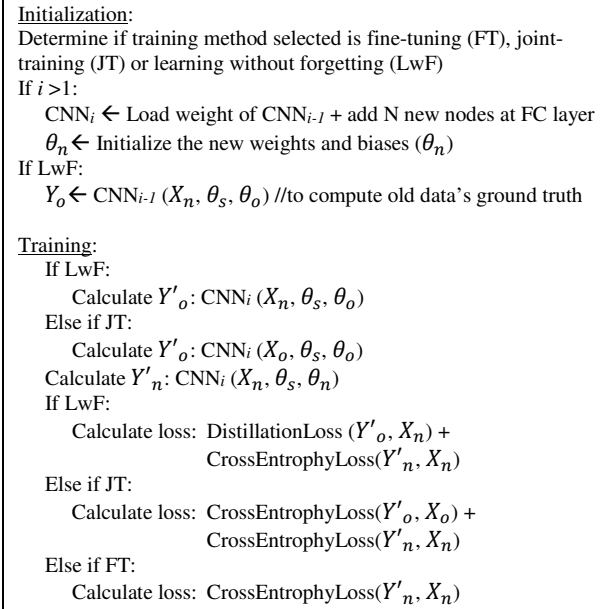 Initialization:
Determine if training method selected is fine-tuning (FT), joint-
training (JT) or learning without forgetting (LwF)
If i >1:
CNNi ← Load weight of CNNi-1 + add N new nodes at FC layer
θn ← Initialize the new weights and biases (θn)
If LwF:
Yo ← CNNi-1 (Xn, θs, θo) //to compute old data's ground truth
Training:
If LwF:
Calculate Y'o: CNNi (Xn, θs, θo)
Else if JT:
Calculate Y'o: CNNi (Xo, θs, θo)
Calculate Y'n: CNNi (Xn, θs, θn)
If LwF:
Calculate loss: DistillationLoss (Y'o, Xn) +
CrossEntrophyLoss(Y'n, Xn)
Else if JT:
Calculate loss: CrossEntrophyLoss(Y'o, Xo) +
CrossEntrophyLoss(Y'n, Xn)
Else if FT:
Calculate loss: CrossEntrophyLoss(Y'n, Xn)